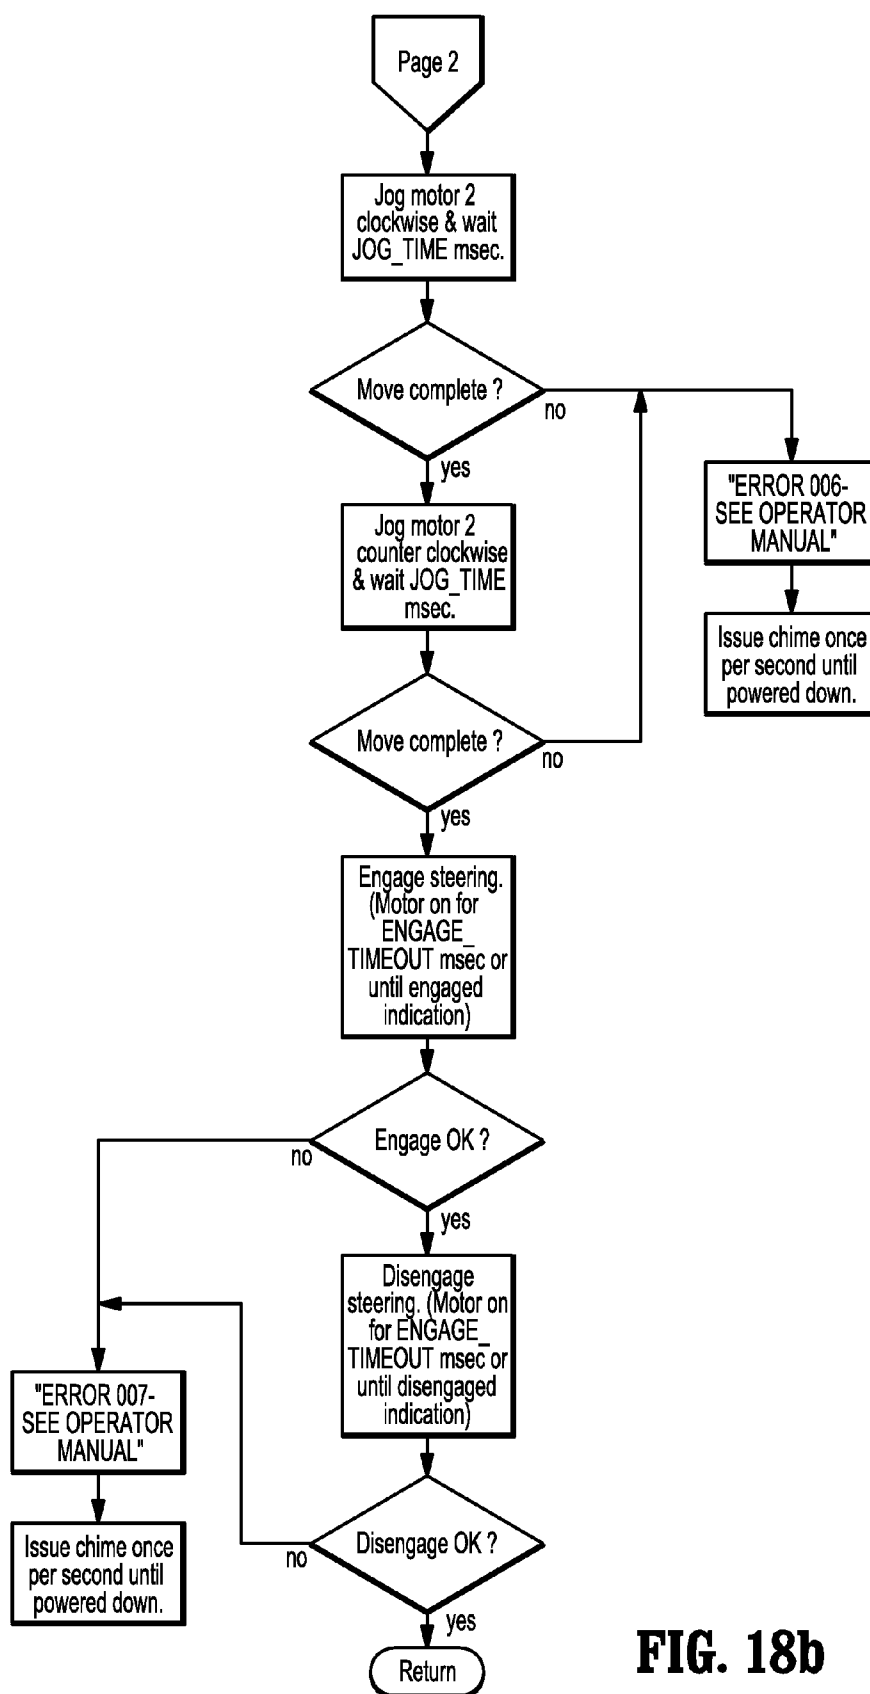 Page 2
Jog motor 2
clockwise & wait
JOG_TIME msec.
Move complete ?
no
yes
"ERROR 006-
SEE OPERATOR
MANUAL"
Jog motor 2
counter clockwise
& wait JOG_TIME
msec.
Issue chime once
per second until
powered down.
Move complete ?
no
yes
Engage steering.
(Motor on for
ENGAGE_
TIMEOUT msec or
until engaged
indication)
Engage OK ?
no
yes
Disengage
steering. (Motor on
for ENGAGE_
TIMEOUT msec or
until disengaged
indication)
"ERROR 007-
SEE OPERATOR
MANUAL"
Issue chime once
per second until
powered down.
Disengage OK ?
no
yes
Return
FIG. 18b